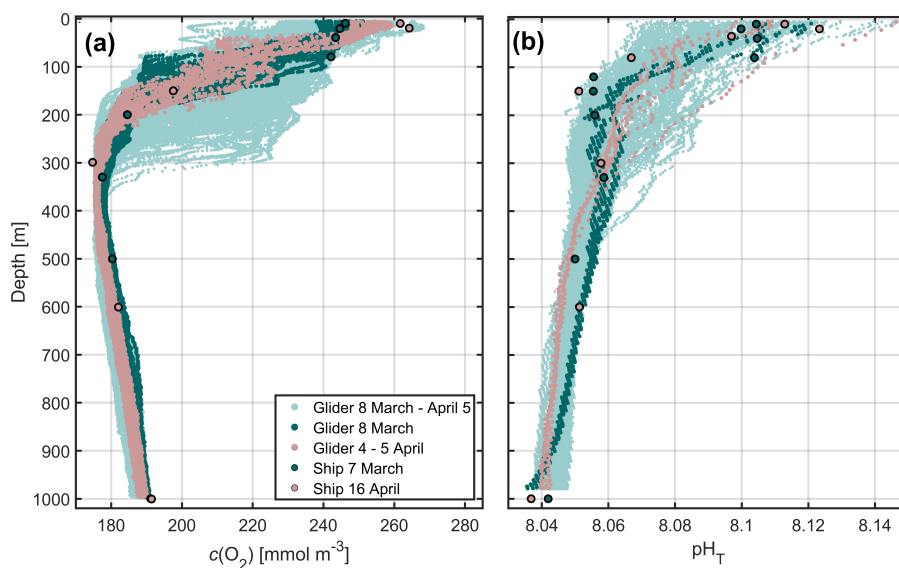 (a)
(b)
0
100
200
300
400
500
600
700
800
900
1000
Depth [m]
180
200
220
240
260
280
c(O₂) [mmol m⁻³]
Glider 8 March - April 5
Glider 8 March
Glider 4 - 5 April
Ship 7 March
Ship 16 April
8.04
8.06
8.08
8.1
8.12
8.14
pH_T